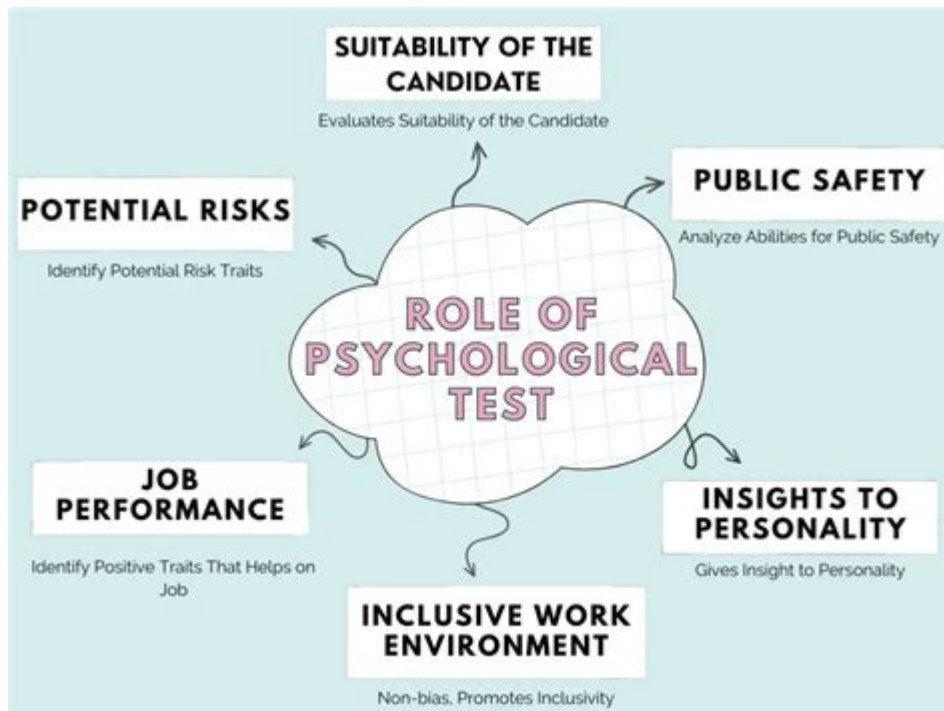 SUITABILITY OF THE
CANDIDATE
Evaluates Suitability of the Candidate
PUBLIC SAFETY
Analyze Abilities for Public Safety
POTENTIAL RISKS
Identify Potential Risk Traits
ROLE OF
PSYCHOLOGICAL
TEST
JOB
PERFORMANCE
Identify Positive Traits That Helps on
Job
INSIGHTS TO
PERSONALITY
Gives Insight to Personality
INCLUSIVE WORK
ENVIRONMENT
Non-bias, Promotes Inclusivity